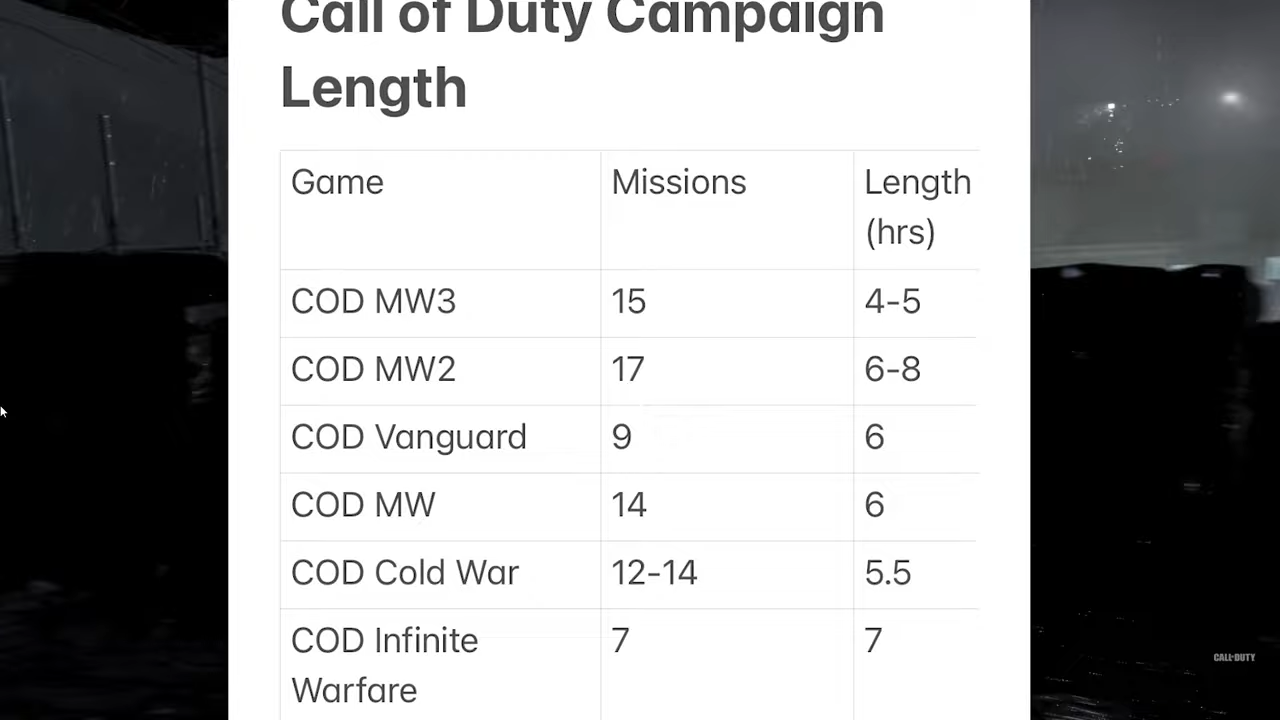 Call of Duty Campaign
Length
Game Missions Length
(hrs)
COD MW3 15 4-5
COD MW2 17 6-8
COD Vanguard 9 6
COD MW 14 6
COD Cold War 12-14 5.5
COD Infinite 7 7
Warfare
CALL·DUTY